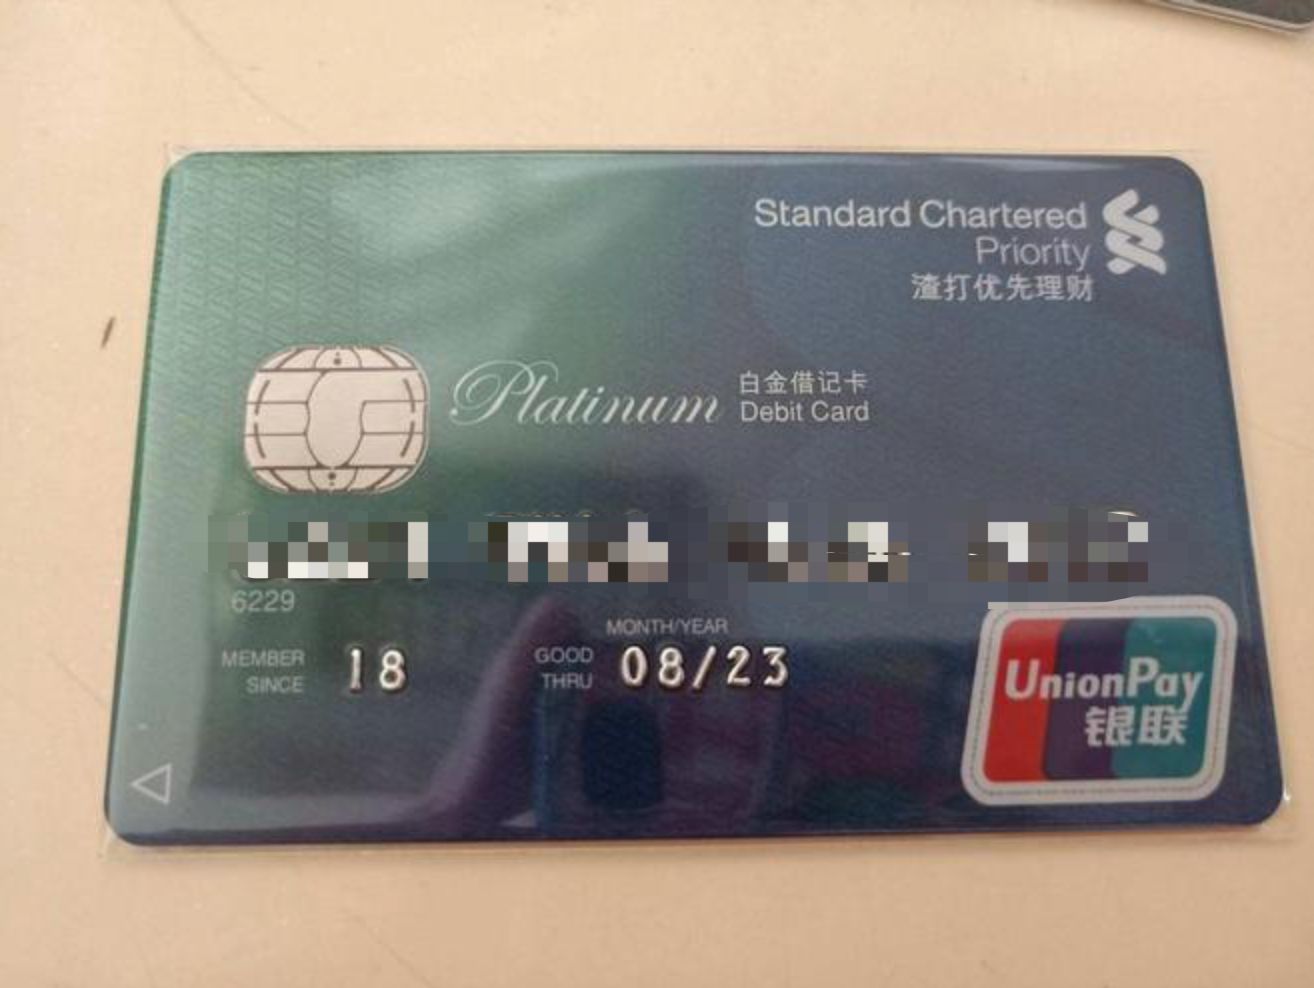 Standard Chartered
Priority
渣打优先理财
Platinum 白金借记卡
Debit Card
6229
MONTH/YEAR
MEMBER SINCE 18 GOOD THRU 08/23
UnionPay
银联